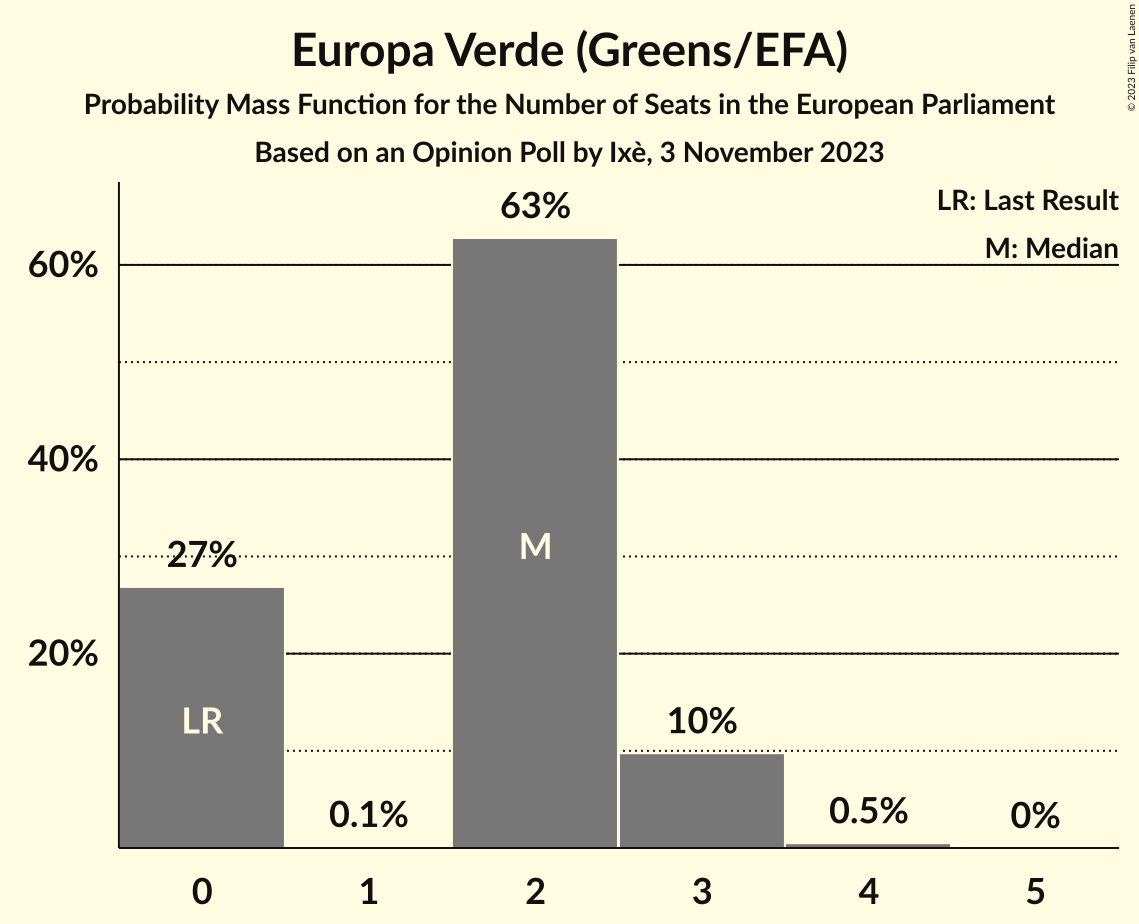 Europa Verde (Greens/EFA)
Probability Mass Function for the Number of Seats in the European Parliament
Based on an Opinion Poll by Ixè, 3 November 2023
© 2023 Filip van Laenen
LR: Last Result
M: Median
63%
60%
40%
27%
M
20%
LR
10%
0.1%
0.5%
0%
0 1 2 3 4 5